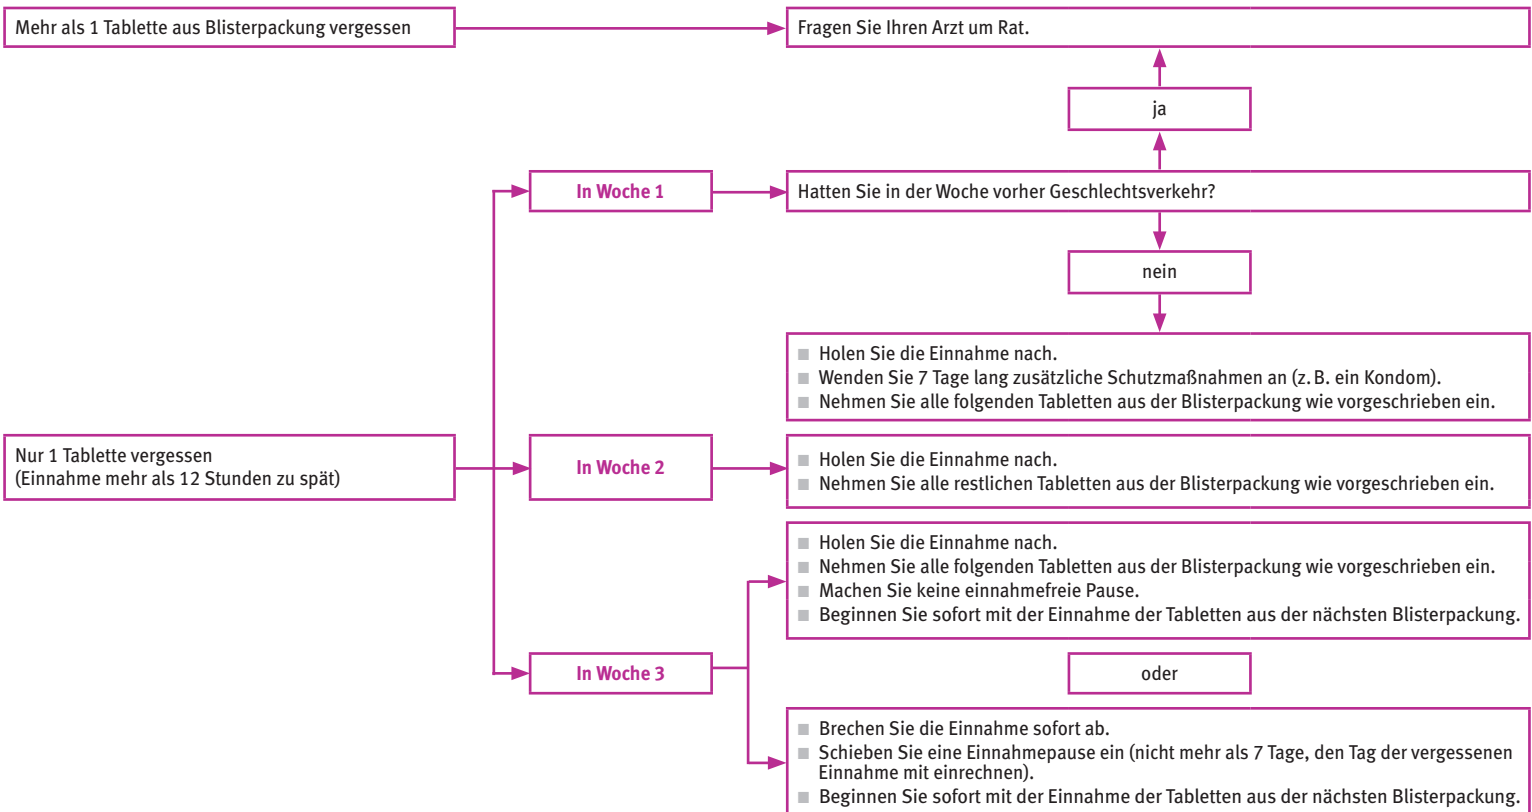 Mehr als 1 Tablette aus Blisterpackung vergessen
Fragen Sie Ihren Arzt um Rat.
ja
In Woche 1
Hatten Sie in der Woche vorher Geschlechtsverkehr?
nein
■ Holen Sie die Einnahme nach.
■ Wenden Sie 7 Tage lang zusätzliche Schutzmaßnahmen an (z. B. ein Kondom).
■ Nehmen Sie alle folgenden Tabletten aus der Blisterpackung wie vorgeschrieben ein.
Nur 1 Tablette vergessen
(Einnahme mehr als 12 Stunden zu spät)
In Woche 2
■ Holen Sie die Einnahme nach.
■ Nehmen Sie alle restlichen Tabletten aus der Blisterpackung wie vorgeschrieben ein.
■ Holen Sie die Einnahme nach.
■ Nehmen Sie alle folgenden Tabletten aus der Blisterpackung wie vorgeschrieben ein.
■ Machen Sie keine einnahmefreie Pause.
■ Beginnen Sie sofort mit der Einnahme der Tabletten aus der nächsten Blisterpackung.
In Woche 3
oder
■ Brechen Sie die Einnahme sofort ab.
■ Schieben Sie eine Einnahmepause ein (nicht mehr als 7 Tage, den Tag der vergessenen
Einnahme mit einrechnen).
■ Beginnen Sie sofort mit der Einnahme der Tabletten aus der nächsten Blisterpackung.